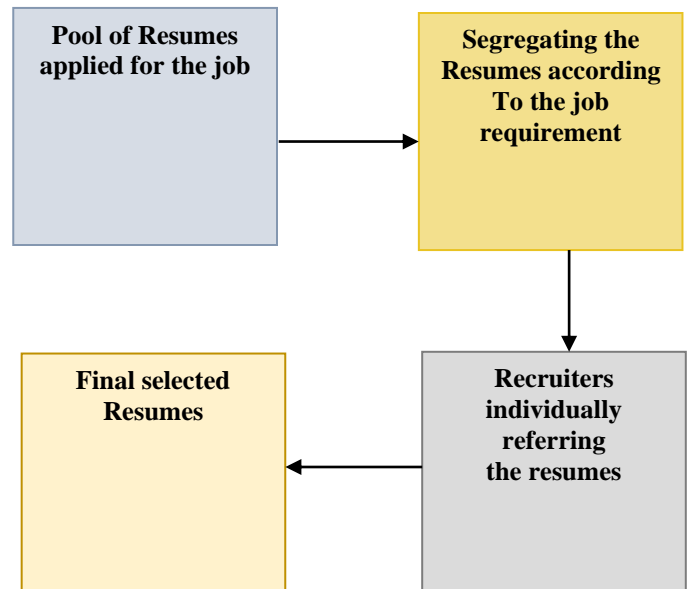 Pool of Resumes
applied for the job
Segregating the
Resumes according
To the job
requirement
Recruiters
individually
referring
the resumes
Final selected
Resumes